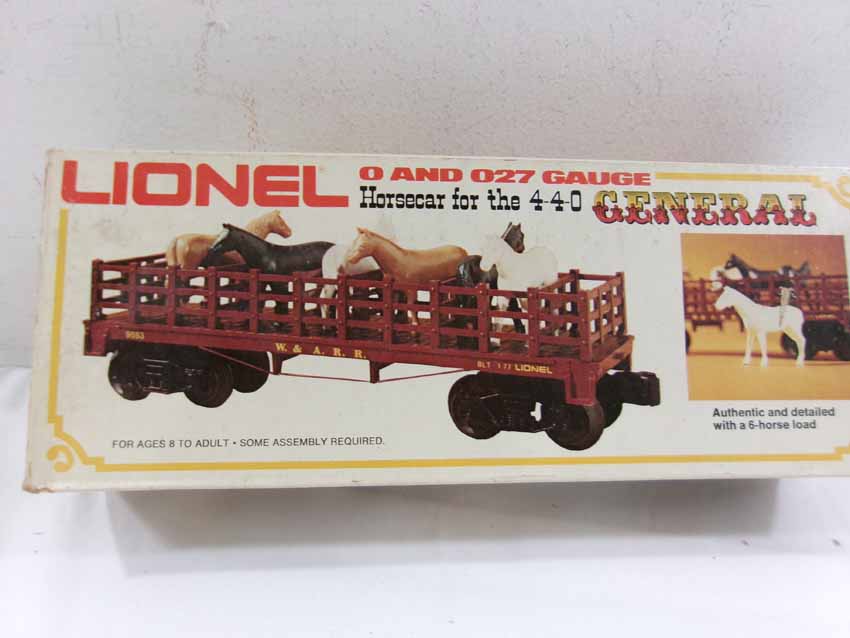 LIONEL
O AND O27 GAUGE
Horsecar for the 4-4-0 GENERAL
W. & A. R. R.
BLT 1-77 LIONEL
Authentic and detailed
with a 6-horse load
FOR AGES 8 TO ADULT • SOME ASSEMBLY REQUIRED.